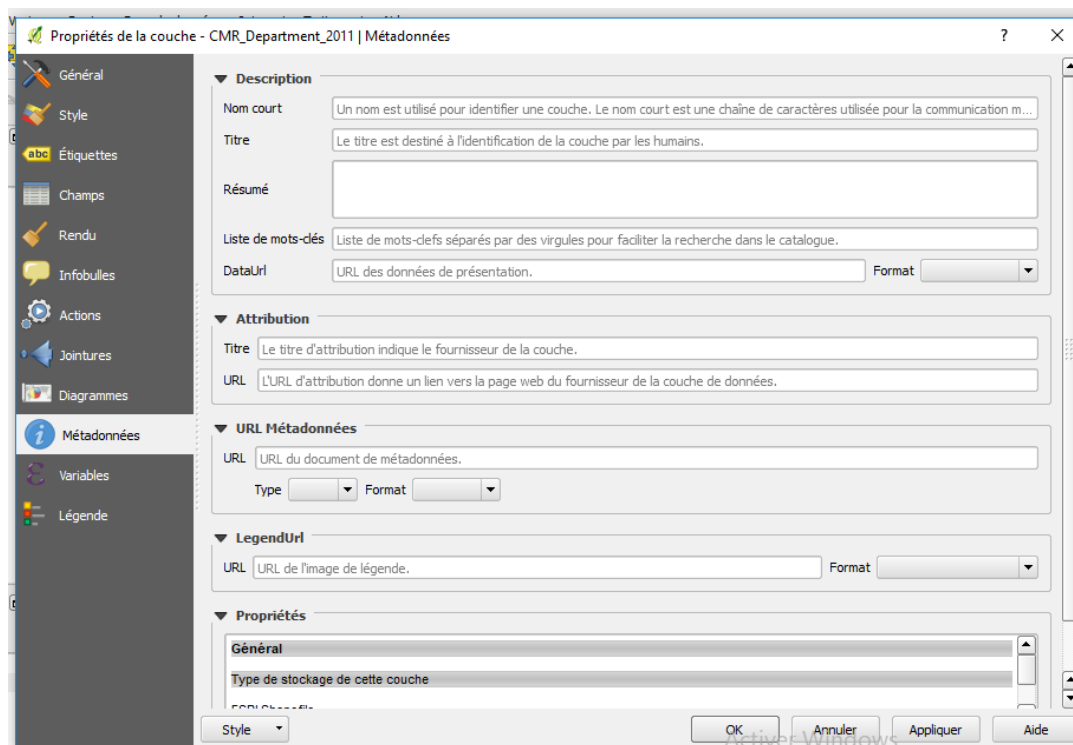 Propriétés de la couche - CMR_Department_2011 | Métadonnées
?
Général
Style
abc Étiquettes
Champs
Rendu
Infobulles
Actions
Jointures
Diagrammes
Métadonnées
Variables
Légende
Description
Nom court Un nom est utilisé pour identifier une couche. Le nom court est une chaîne de caractères utilisée pour la communication m...
Titre Le titre est destiné à l'identification de la couche par les humains.
Résumé
Liste de mots-clés Liste de mots-clefs séparés par des virgules pour faciliter la recherche dans le catalogue.
DataUrl URL des données de présentation. Format
Attribution
Titre Le titre d'attribution indique le fournisseur de la couche.
URL L'URL d'attribution donne un lien vers la page web du fournisseur de la couche de données.
URL Métadonnées
URL URL du document de métadonnées.
Type Format
LegendUrl
URL URL de l'image de légende. Format
Propriétés
Général
Type de stockage de cette couche
ESRI Shapefile
Style OK Annuler Appliquer Aide
Activer Windows